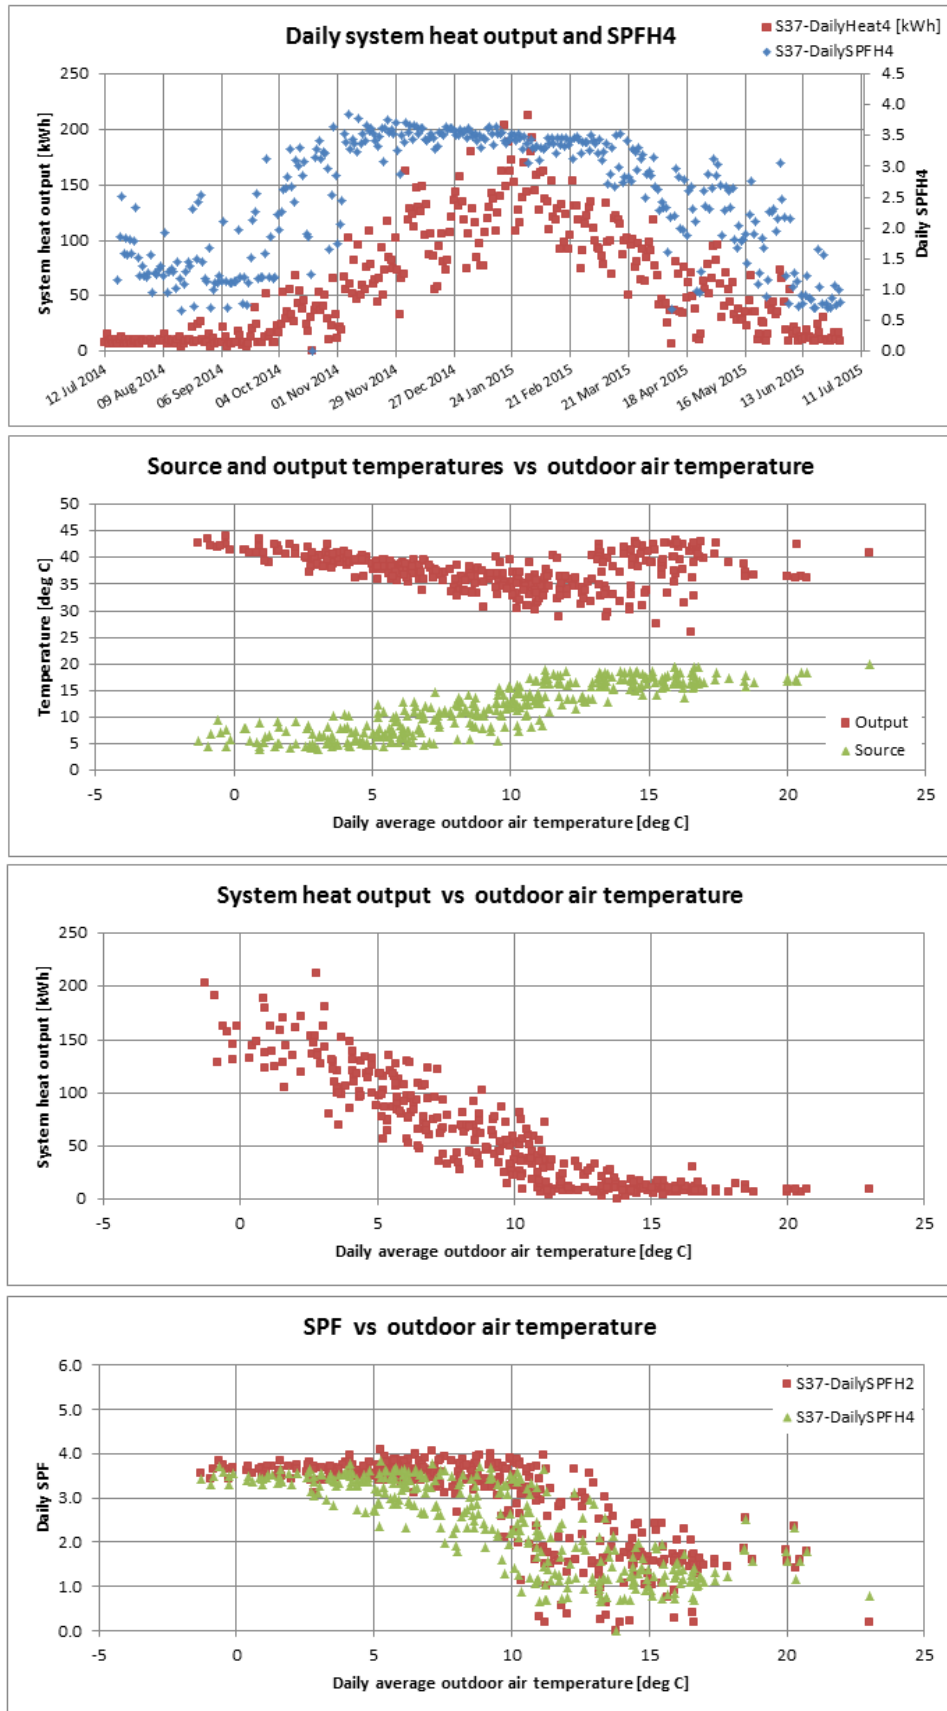 Daily system heat output and SPFH4
S37-DailyHeat4 [kWh]
S37-DailySPFH4
System heat output [kWh]
250
200
150
100
50
0
Daily SPFH4
4.5
4.0
3.5
3.0
2.5
2.0
1.5
1.0
0.5
0.0
12 Jul 2014
09 Aug 2014
06 Sep 2014
04 Oct 2014
01 Nov 2014
29 Nov 2014
27 Dec 2014
24 Jan 2015
21 Feb 2015
21 Mar 2015
18 Apr 2015
16 May 2015
13 Jun 2015
11 Jul 2015
Source and output temperatures vs outdoor air temperature
Temperature [deg C]
50
45
40
35
30
25
20
15
10
5
0
Output
Source
-5 0 5 10 15 20 25
Daily average outdoor air temperature [deg C]
System heat output vs outdoor air temperature
System heat output [kWh]
250
200
150
100
50
0
-5 0 5 10 15 20 25
Daily average outdoor air temperature [deg C]
SPF vs outdoor air temperature
S37-DailySPFH2
S37-DailySPFH4
Daily SPF
6.0
5.0
4.0
3.0
2.0
1.0
0.0
-5 0 5 10 15 20 25
Daily average outdoor air temperature [deg C]